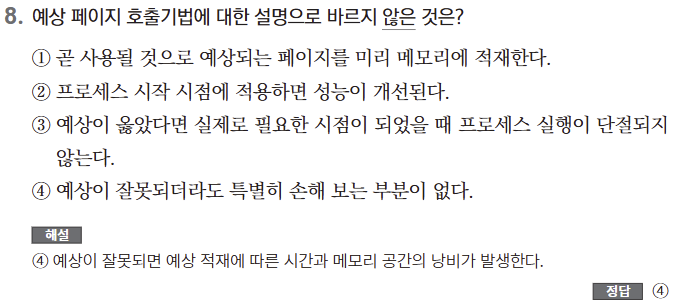 8. 예상 페이지 호출기법에 대한 설명으로 바르지 않은 것은?
① 곧 사용될 것으로 예상되는 페이지를 미리 메모리에 적재한다.
② 프로세스 시작 시점에 적용하면 성능이 개선된다.
③ 예상이 옳았다면 실제로 필요한 시점이 되었을 때 프로세스 실행이 단절되지
않는다.
④ 예상이 잘못되더라도 특별히 손해 보는 부분이 없다.
해설
④ 예상이 잘못되면 예상 적재에 따른 시간과 메모리 공간의 낭비가 발생한다.
정답 ④